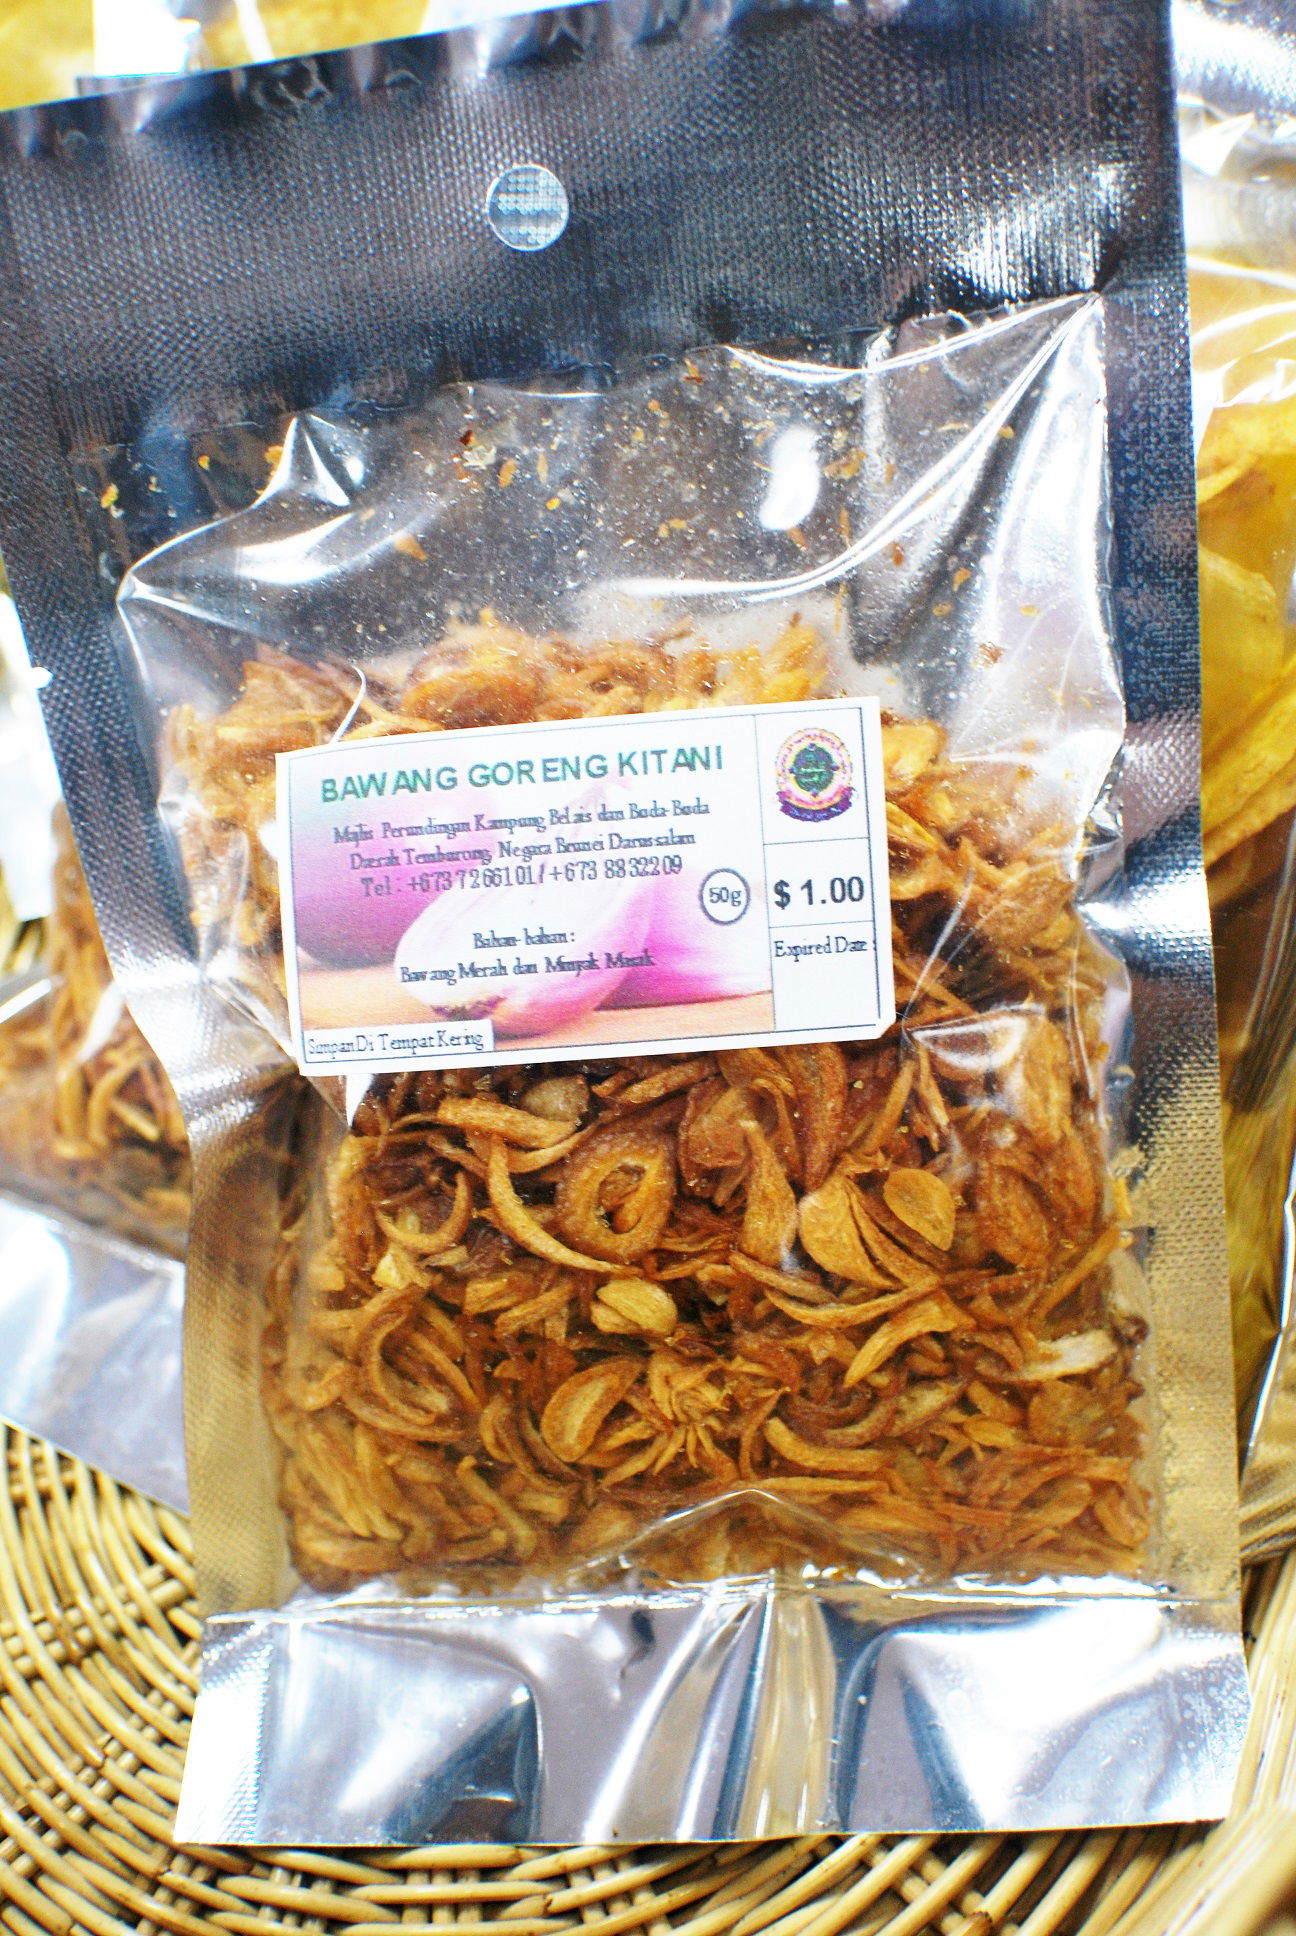 BAWANG GORENG KITANI
Majlis Perundingan Kampung Belais dan Buda-Buda
Daerah Temburong, Negara Brunei Darussalam
Tel : +673 7266101 / +673 8832209
50g
Bahan-bahan :
Bawang Merah dan Minyak Masak
Simpan Di Tempat Kering
$ 1.00
Expired Date :